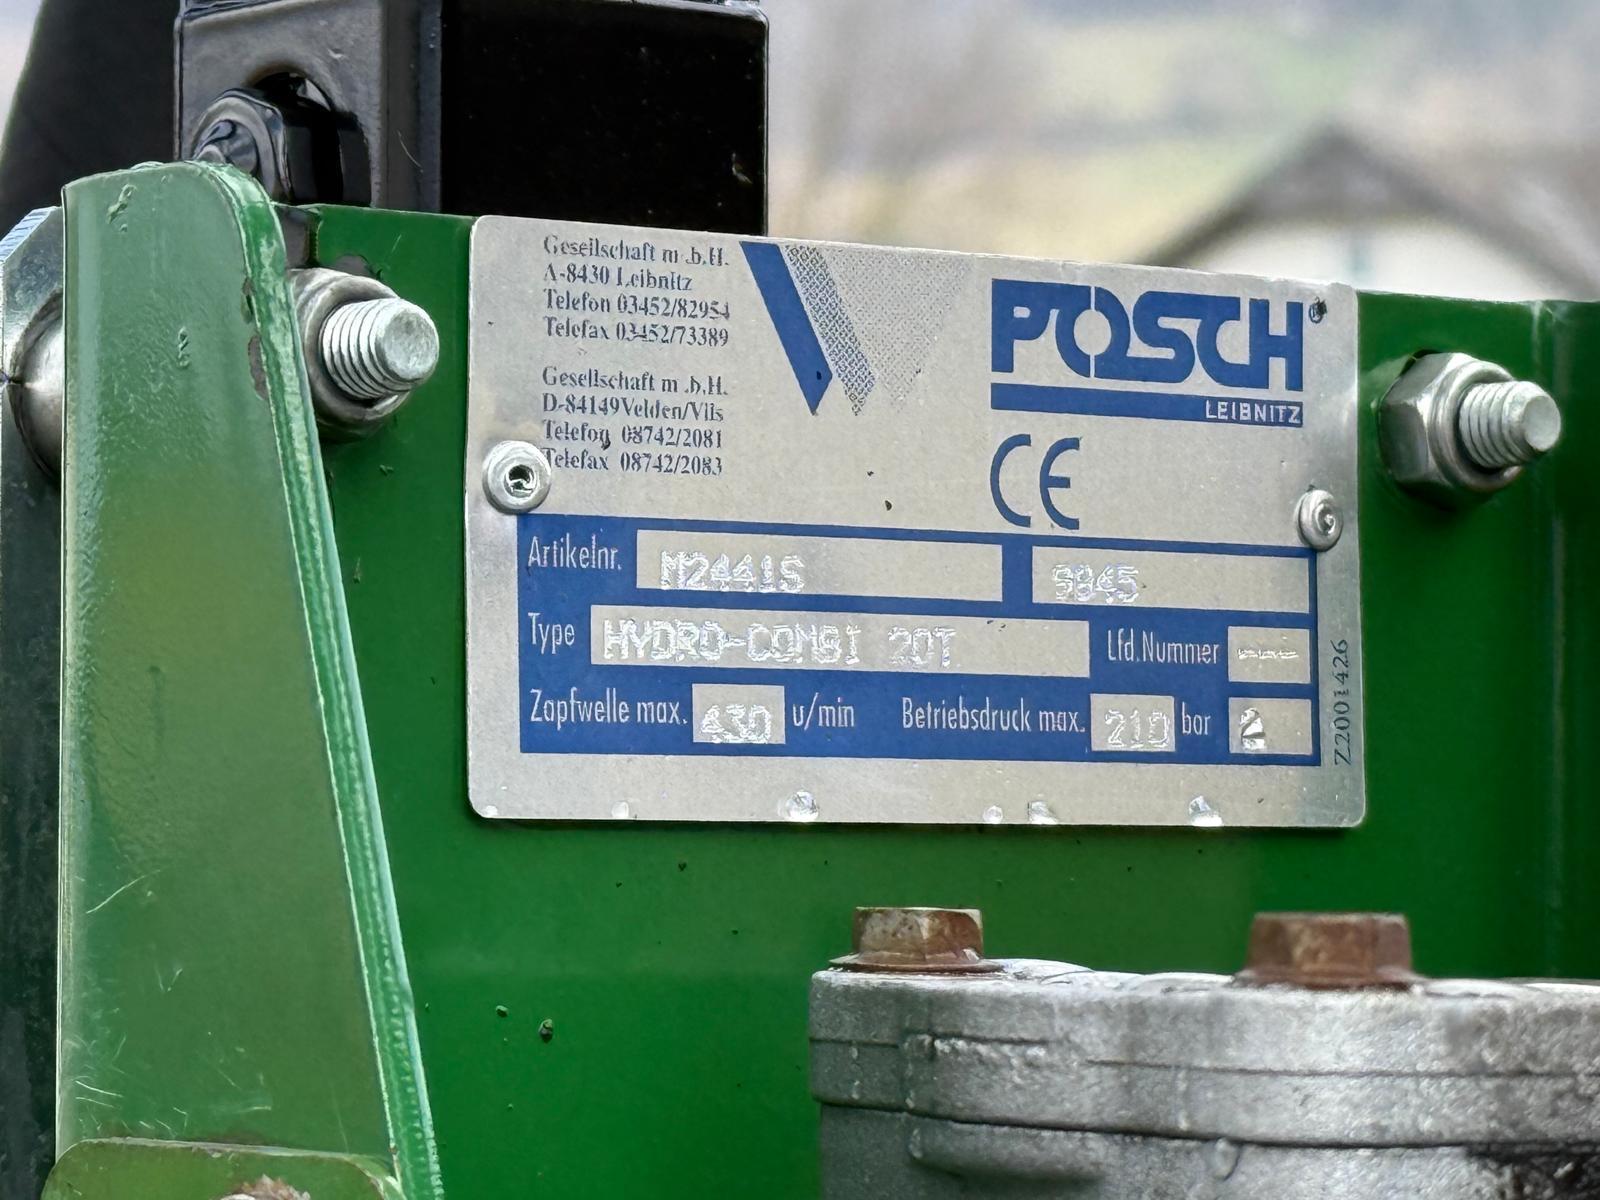 Gesellschaft m.b.H.
A-8430 Leibnitz
Telefon 03452/82954
Telefax 03452/73389
Gesellschaft m.b.H.
D-84149 Velden/Vils
Telefon 08742/2081
Telefax 08742/2083
POSCH®
LEIBNITZ
CE
Artikelnr. M2441S
Type HYDRO-COMBI 20T Lfd.Nummer ---
Zapfwelle max. 430 u/min Betriebsdruck max. 210 bar 2
Z2001426